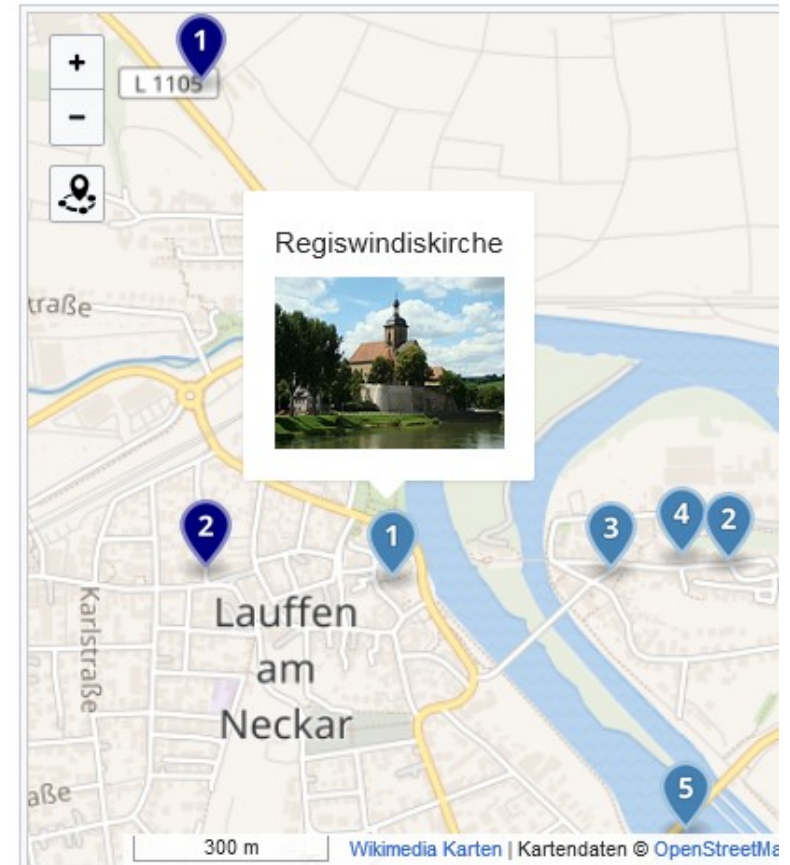 1
+
L 1105
−
Regiswindiskirche
traße
2
1
3
4
2
Karlstraße
Lauffen
am
Neckar
5
aße
300 m
Wikimedia Karten | Kartendaten © OpenStreetMa